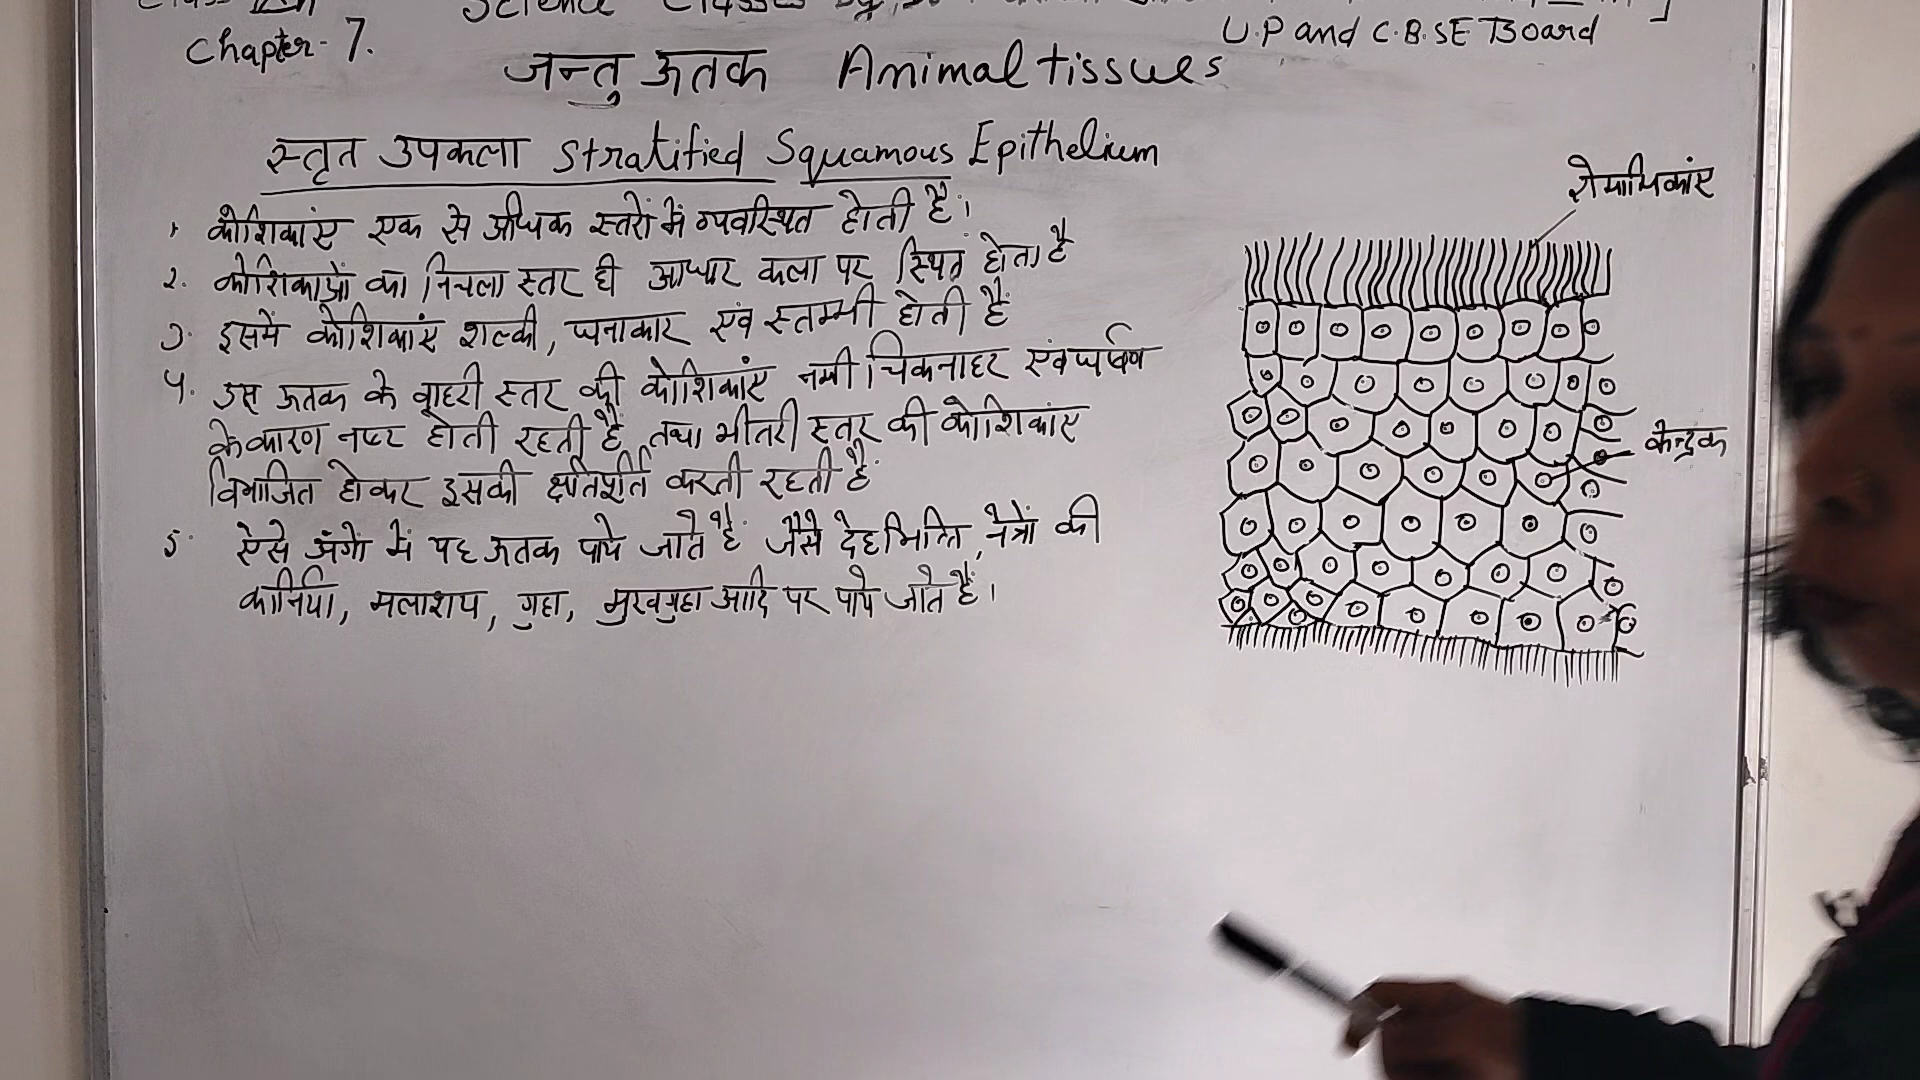 Science Classes by
U.P and C.B.SE Board
Chapter-7.
जन्तु ऊतक Animal tissues
स्तृत उपकला Stratified Squamous Epithelium
1. कोशिकाएं एक से अधिक स्तरों में व्यवस्थित होती हैं।
2. कोशिकाओं का निचला स्तर ही आधार कला पर स्थित होता है
3. इसमें कोशिकाएं शल्की, घनाकार एवं स्तम्भी होती हैं
4. इस ऊतक के बाहरी स्तर की कोशिकाएं नमी चिकनाहट एवं घर्षण
के कारण नष्ट होती रहती हैं तथा भीतरी स्तर की कोशिकाएं
विभाजित होकर इसकी क्षतिपूर्ति करती रहती हैं
5. ऐसे अंगो में यह ऊतक पाये जाते हैं जैसे देहभित्ति, नेत्रों की
कार्निया, मलाशय, गुहा, मुखगुहा आदि पर पाये जाते हैं।
रोमाभिकाएं
केन्द्रक